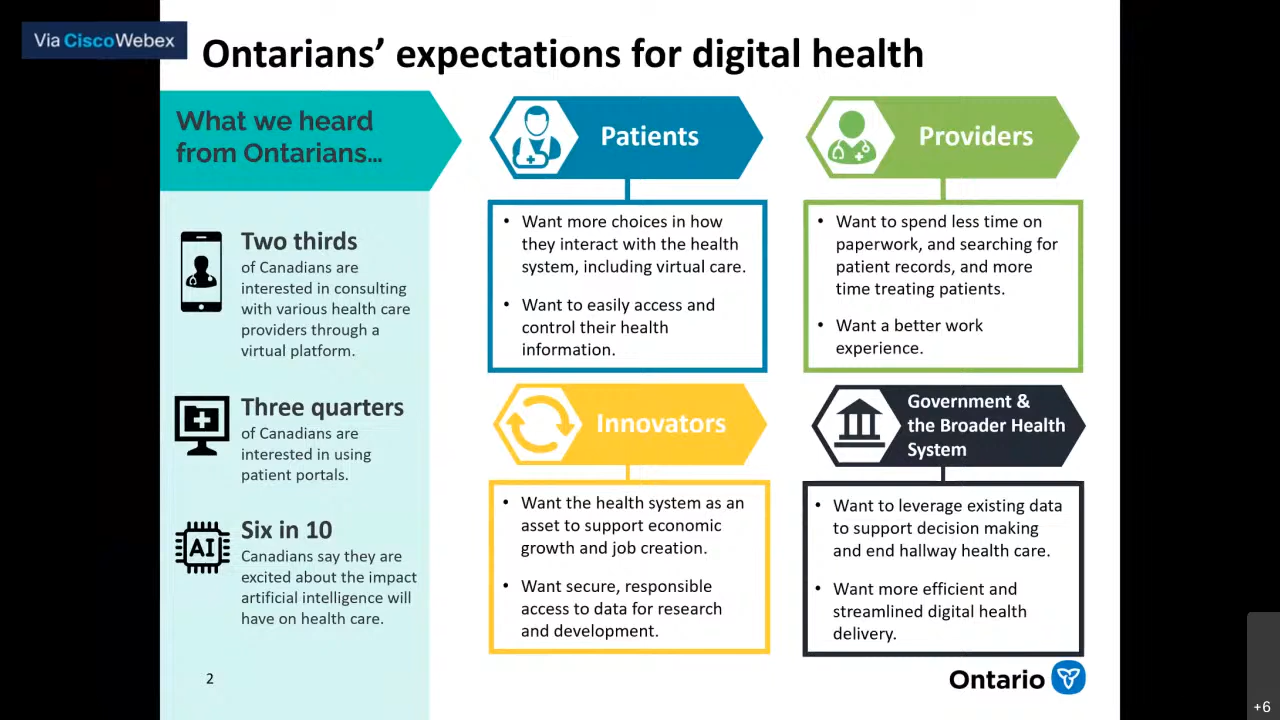 Via CiscoWebex
Ontarians’ expectations for digital health
What we heard
from Ontarians...
Two thirds
of Canadians are
interested in consulting
with various health care
providers through a
virtual platform.
Three quarters
of Canadians are
interested in using
patient portals.
AI
Six in 10
Canadians say they are
excited about the impact
artificial intelligence will
have on health care.
2
Patients
• Want more choices in how
they interact with the health
system, including virtual care.
• Want to easily access and
control their health
information.
Providers
• Want to spend less time on
paperwork, and searching for
patient records, and more
time treating patients.
• Want a better work
experience.
Innovators
• Want the health system as an
asset to support economic
growth and job creation.
• Want secure, responsible
access to data for research
and development.
Government &
the Broader Health
System
• Want to leverage existing data
to support decision making
and end hallway health care.
• Want more efficient and
streamlined digital health
delivery.
Ontario
+6